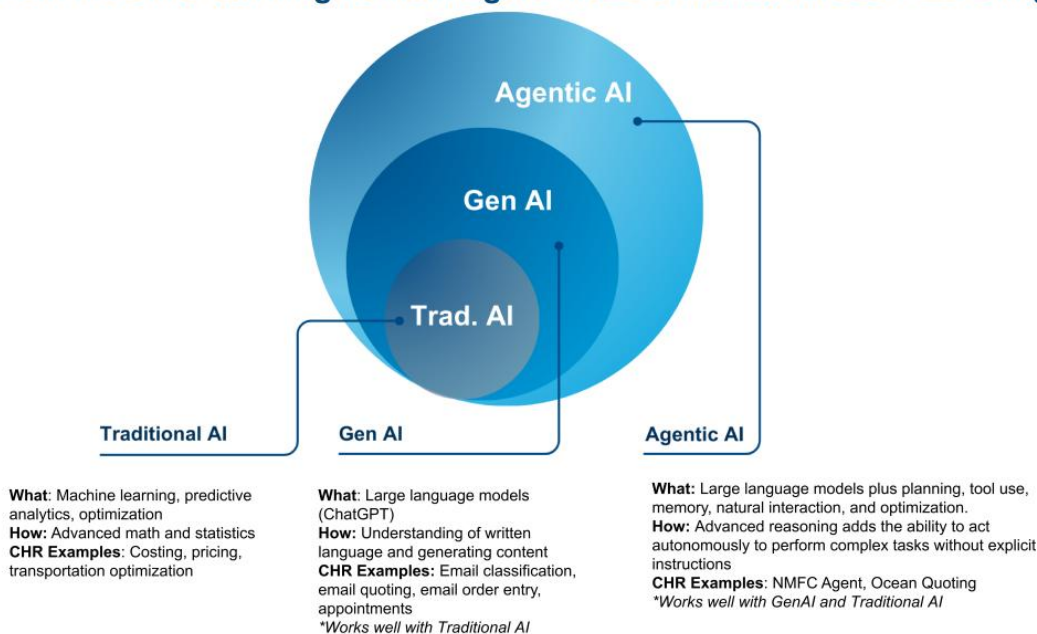 Agentic AI
Gen AI
Trad. AI
Traditional AI
What: Machine learning, predictive
analytics, optimization
How: Advanced math and statistics
CHR Examples: Costing, pricing,
transportation optimization
Gen AI
What: Large language models
(ChatGPT)
How: Understanding of written
language and generating content
CHR Examples: Email classification,
email quoting, email order entry,
appointments
*Works well with Traditional AI
Agentic AI
What: Large language models plus planning, tool use,
memory, natural interaction, and optimization.
How: Advanced reasoning adds the ability to act
autonomously to perform complex tasks without explicit
instructions
CHR Examples: NMFC Agent, Ocean Quoting
*Works well with GenAI and Traditional AI